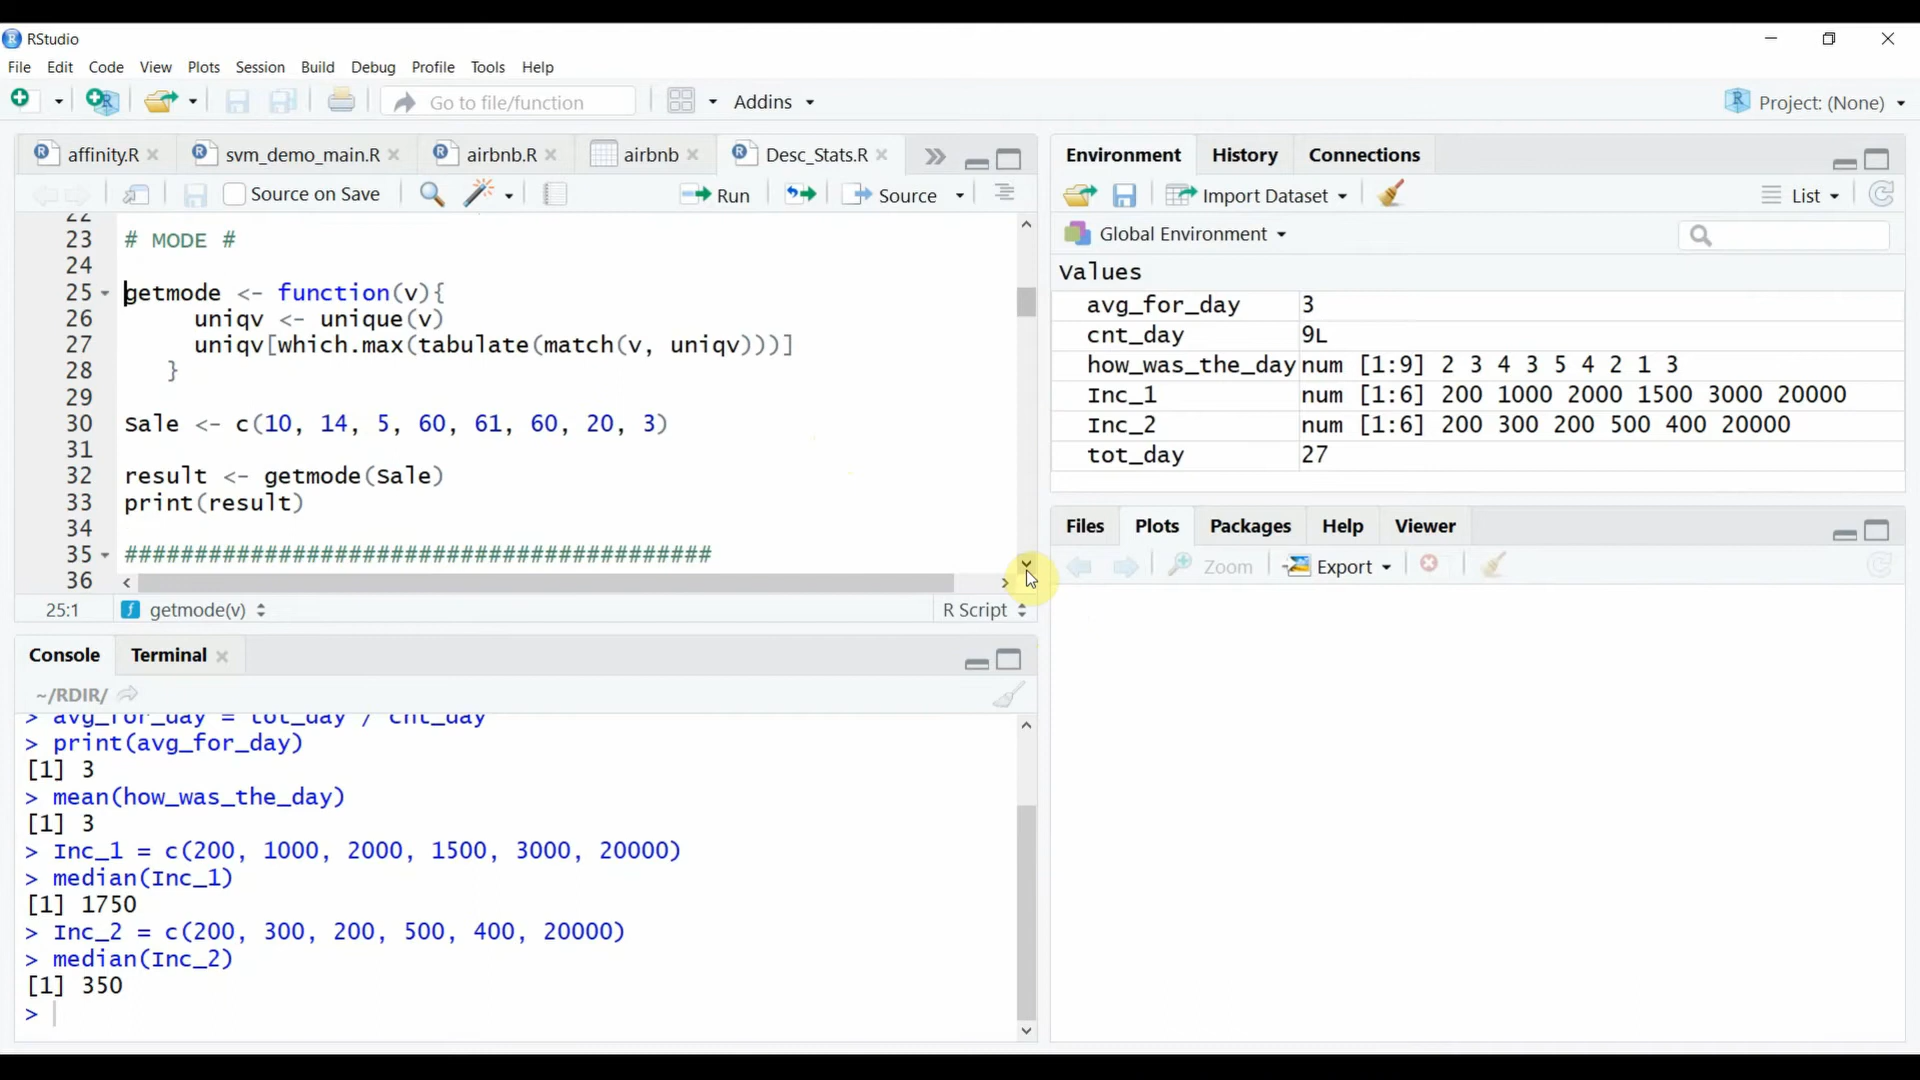 RStudio
File Edit Code View Plots Session Build Debug Profile Tools Help
Go to file/function Addins Project: (None)
affinity.R svm_demo_main.R airbnb.R airbnb Desc_Stats.R
Source on Save Run Source
22
23 # MODE #
24
25 getmode <- function(v){
26 uniqv <- unique(v)
27 uniqv[which.max(tabulate(match(v, uniqv)))]
28 }
29
30 Sale <- c(10, 14, 5, 60, 61, 60, 20, 3)
31
32 result <- getmode(Sale)
33 print(result)
34
35 ##########################################
36
25:1 getmode(v) R Script
Console Terminal
~/RDIR/
> avg_for_day = tot_day / cnt_day
> print(avg_for_day)
[1] 3
> mean(how_was_the_day)
[1] 3
> Inc_1 = c(200, 1000, 2000, 1500, 3000, 20000)
> median(Inc_1)
[1] 1750
> Inc_2 = c(200, 300, 200, 500, 400, 20000)
> median(Inc_2)
[1] 350
>
Environment History Connections
Import Dataset List
Global Environment
Values
avg_for_day 3
cnt_day 9L
how_was_the_day num [1:9] 2 3 4 3 5 4 2 1 3
Inc_1 num [1:6] 200 1000 2000 1500 3000 20000
Inc_2 num [1:6] 200 300 200 500 400 20000
tot_day 27
Files Plots Packages Help Viewer
Zoom Export